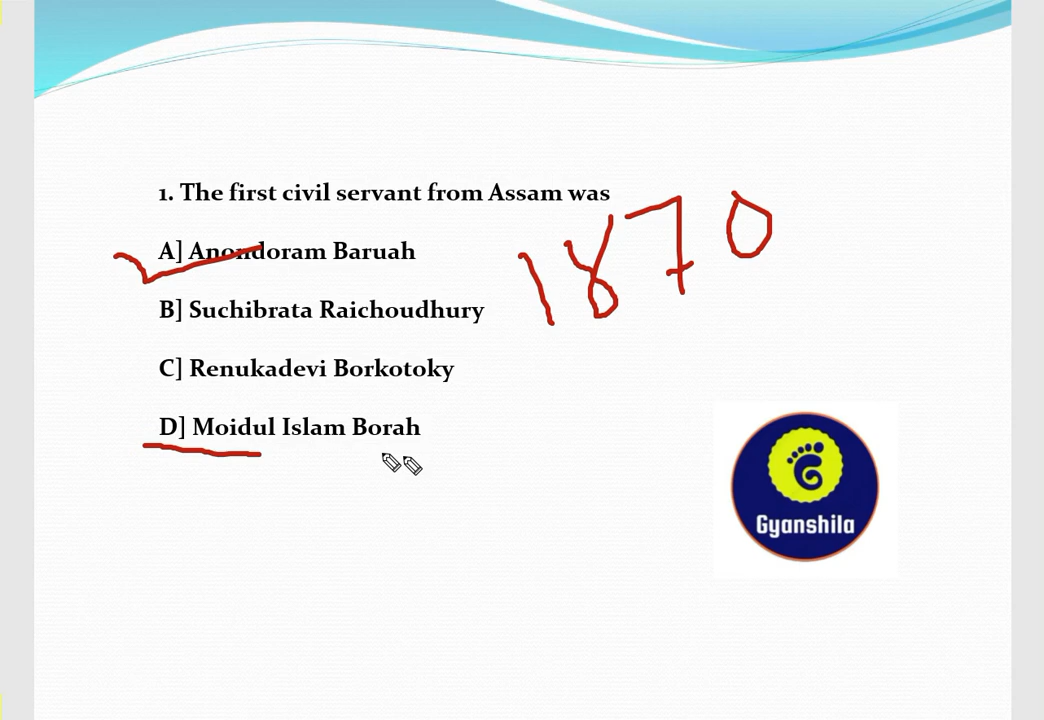 1. The first civil servant from Assam was
1870
A] Anondoram Baruah
B] Suchibrata Raichoudhury
C] Renukadevi Borkotoky
D] Moidul Islam Borah
Gyanshila